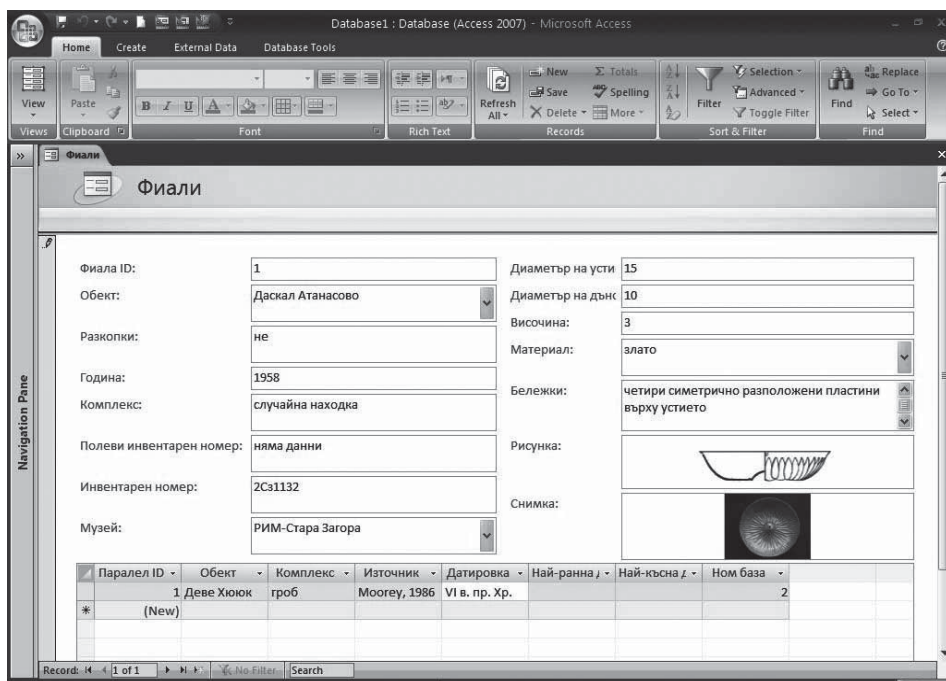 Database1 : Database (Access 2007) - Microsoft Access
Home Create External Data Database Tools
View Paste B I U A Refresh All New Save Delete Totals Spelling More Filter Selection Advanced Toggle Filter Find Replace Go To Select
Views Clipboard Font Rich Text Records Sort & Filter Find
Фиали
Фиали
Navigation Pane
Фиала ID: 1
Обект: Даскал Атанасово
Разкопки: не
Година: 1958
Комплекс: случайна находка
Полеви инвентарен номер: няма данни
Инвентарен номер: 2Сз1132
Музей: РИМ-Стара Загора
Диаметър на усти 15
Диаметър на дънс 10
Височина: 3
Материал: злато
Бележки: четири симетрично разположени пластини
върху устието
Рисунка:
Снимка:
Паралел ID Обект Комплекс Източник Датировка Най-ранна Най-късна Ном база
1 Деве Хююк гроб Moorey, 1986 VI в. пр. Хр. 2
* (New)
Record: 1 of 1 No Filter Search